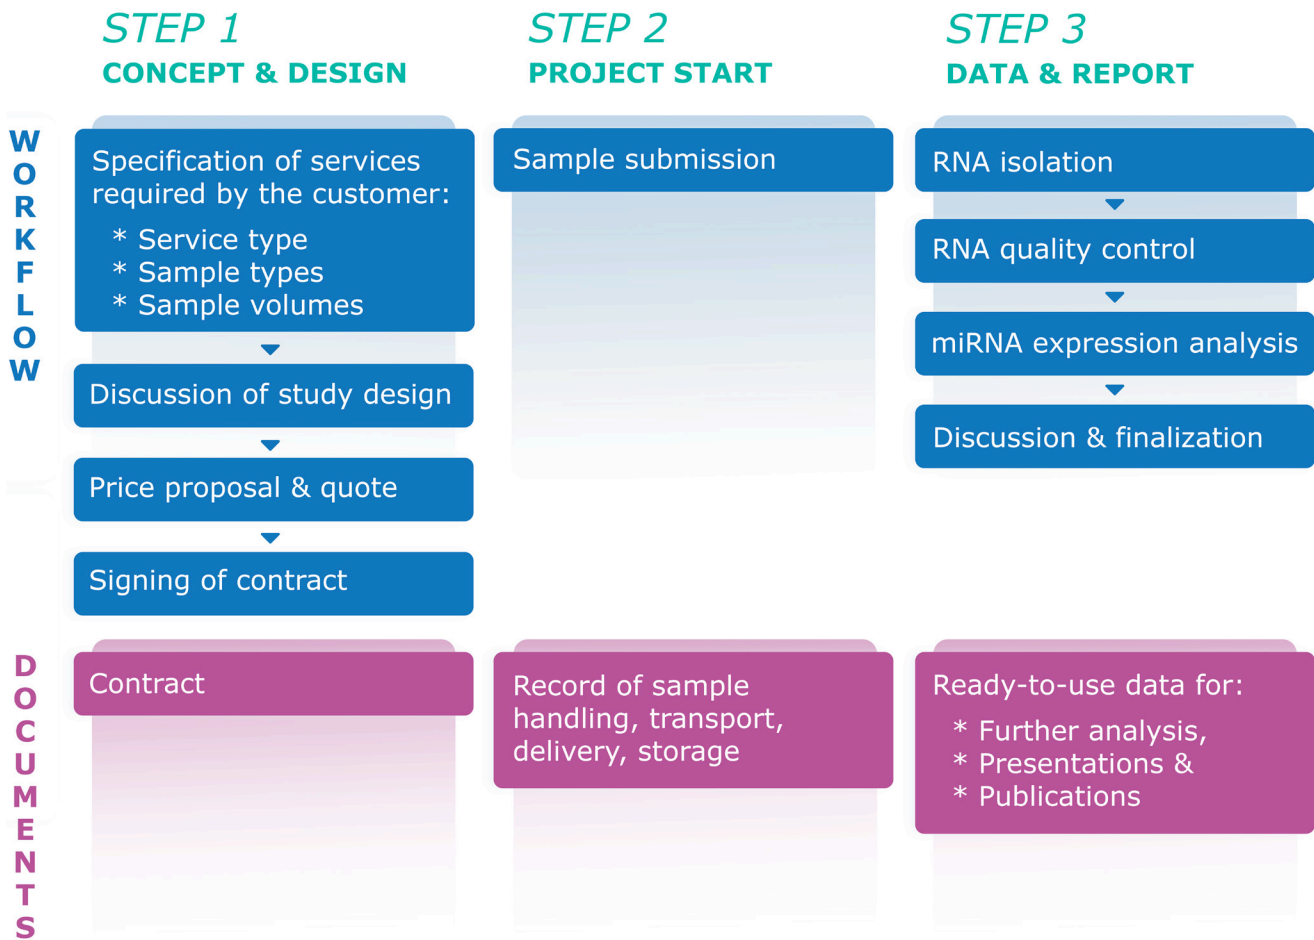 STEP 1
CONCEPT & DESIGN
STEP 2
PROJECT START
STEP 3
DATA & REPORT
WORKFLOW
Specification of services
required by the customer:
* Service type
* Sample types
* Sample volumes
Discussion of study design
Price proposal & quote
Signing of contract
Sample submission
RNA isolation
RNA quality control
miRNA expression analysis
Discussion & finalization
DOCUMENTS
Contract
Record of sample
handling, transport,
delivery, storage
Ready-to-use data for:
* Further analysis,
* Presentations &
* Publications